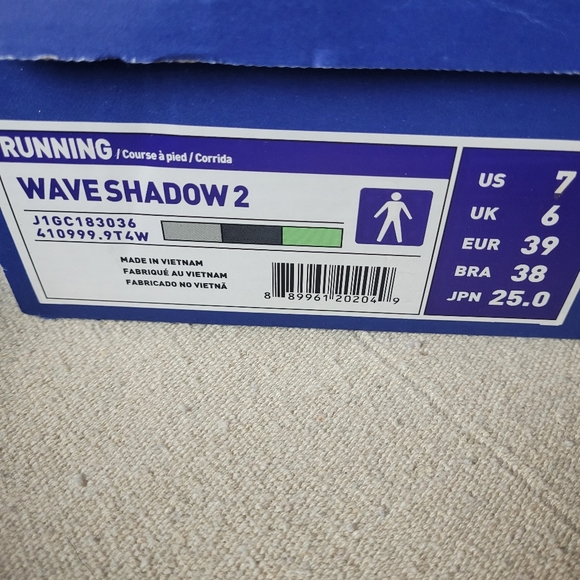 RUNNING / Course à pied / Corrida
WAVE SHADOW 2
J1GC183036
410999.9T4W
MADE IN VIETNAM
FABRIQUÉ AU VIETNAM
FABRICADO NO VIETNÃ
8 89961 20204 9
US 7
UK 6
EUR 39
BRA 38
JPN 25.0